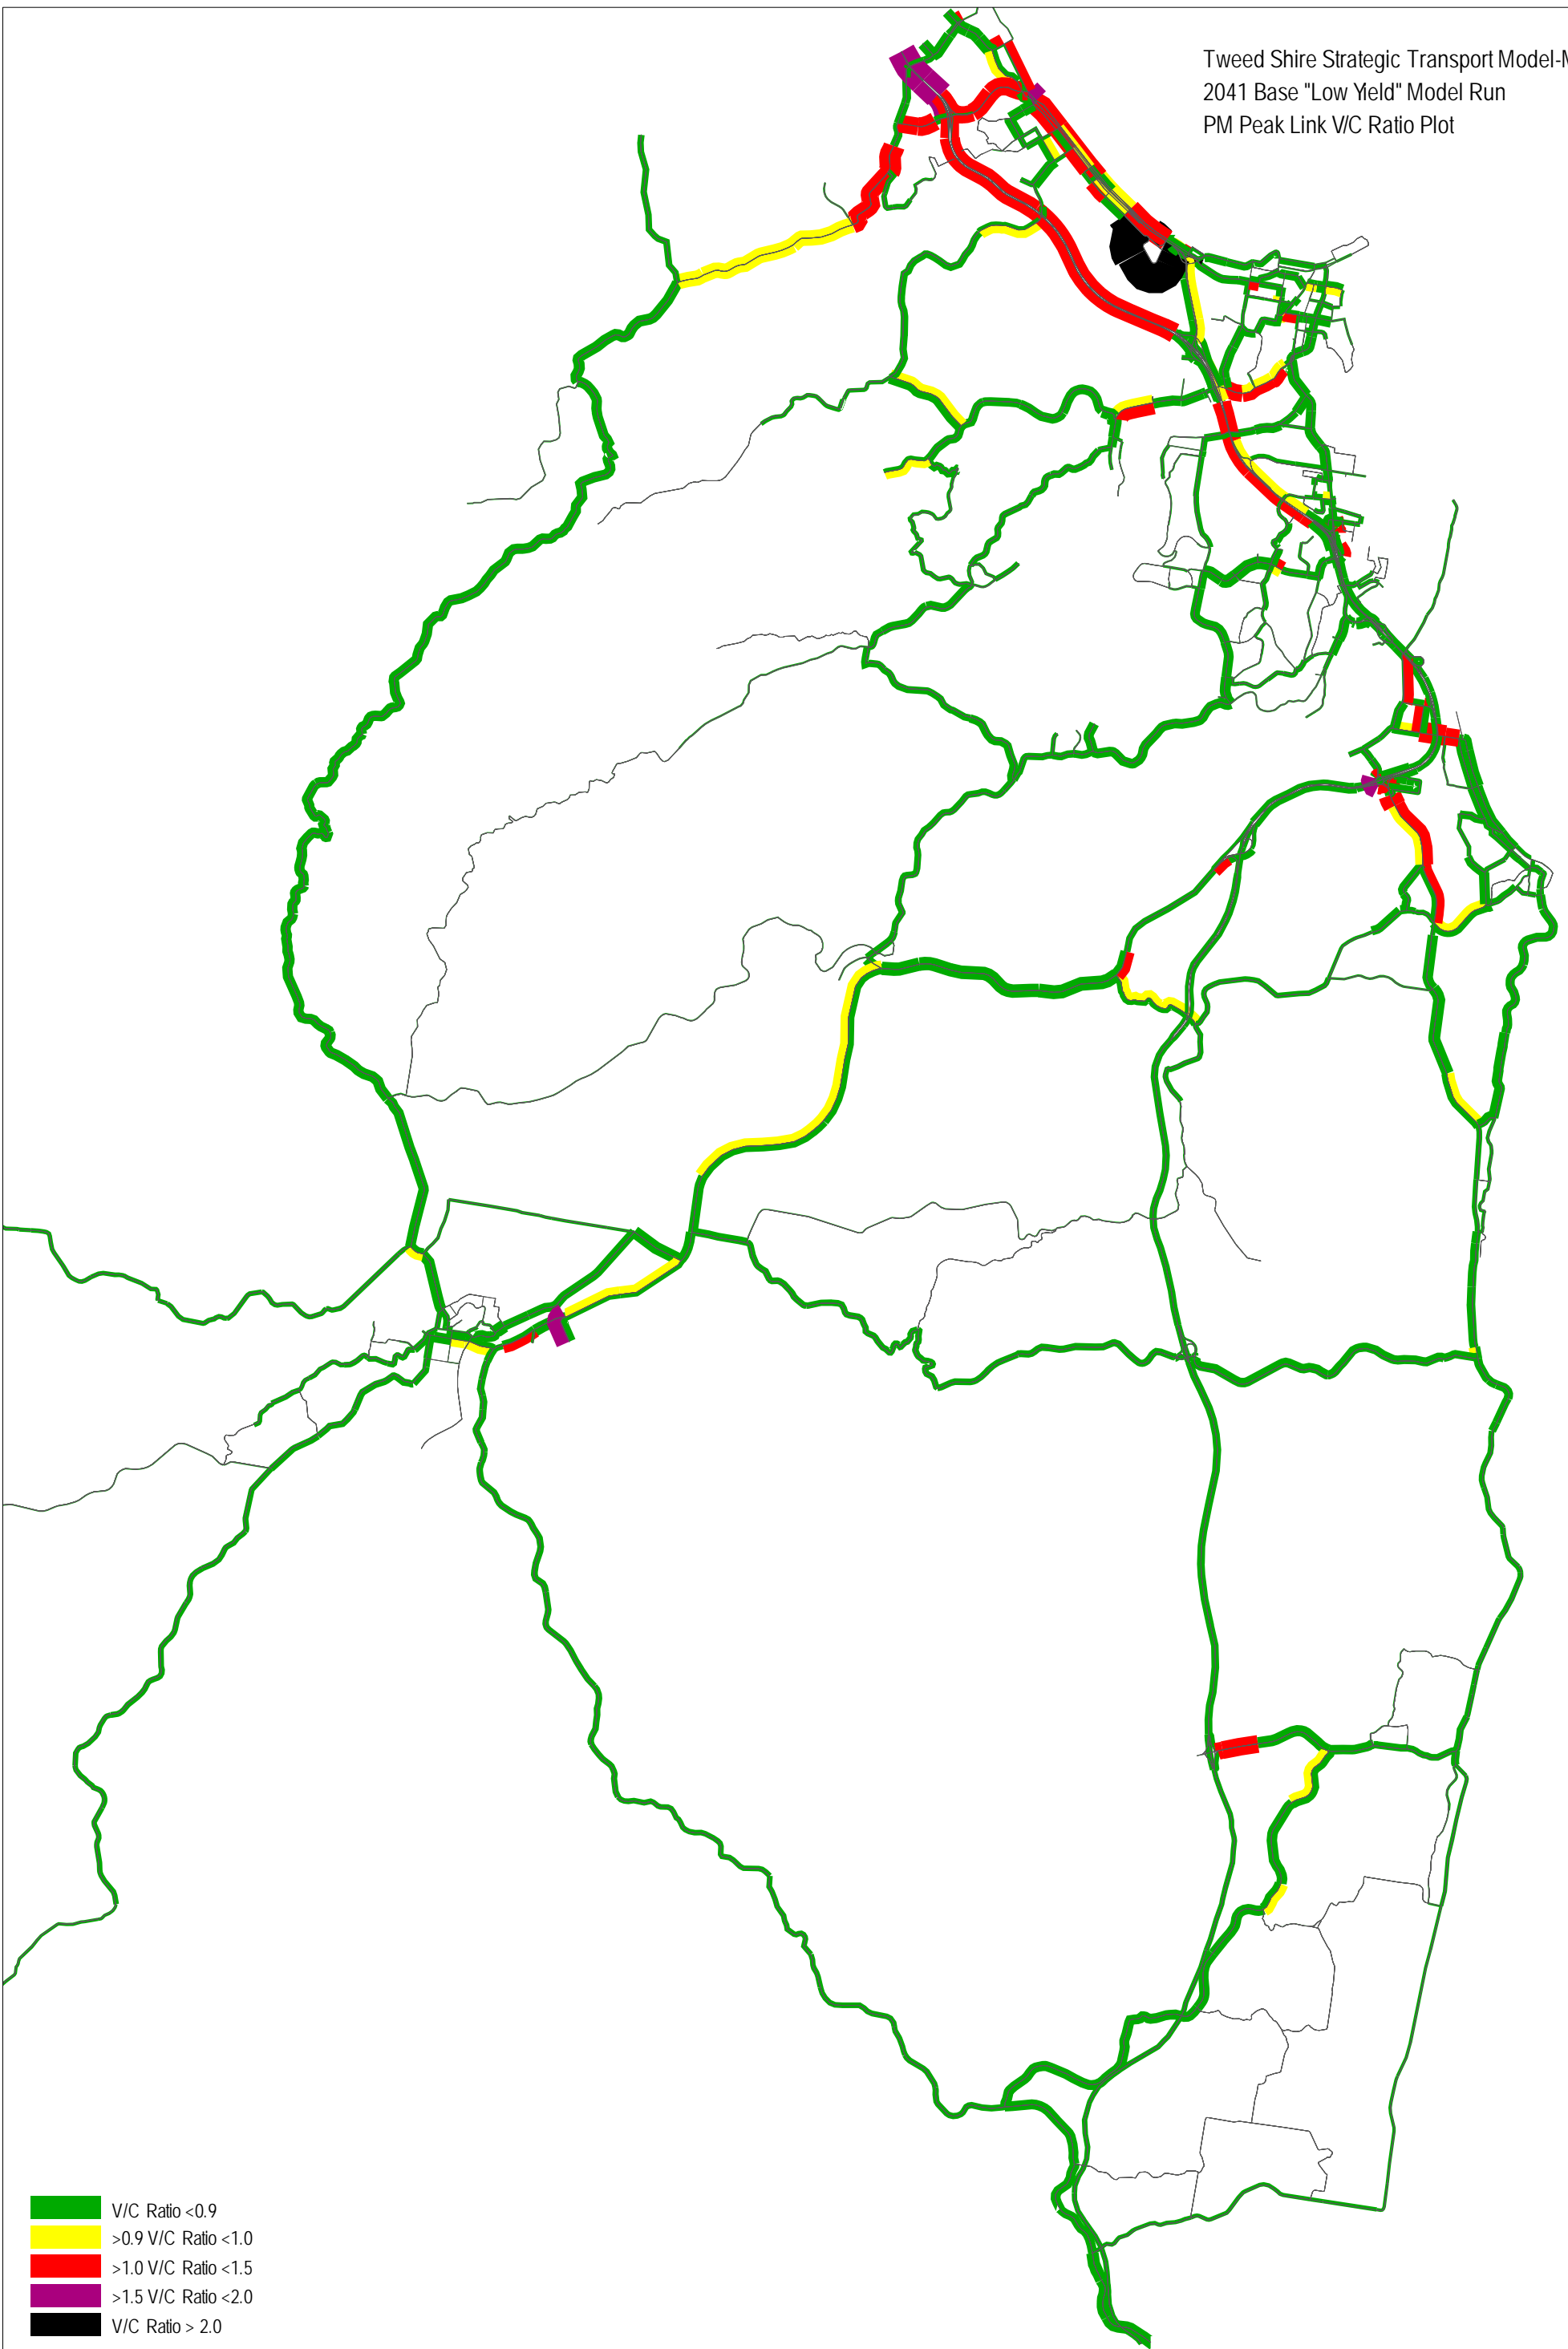 Tweed Shire Strategic Transport Model-M
2041 Base "Low Yield" Model Run
PM Peak Link V/C Ratio Plot
V/C Ratio <0.9
>0.9 V/C Ratio <1.0
>1.0 V/C Ratio <1.5
>1.5 V/C Ratio <2.0
V/C Ratio > 2.0